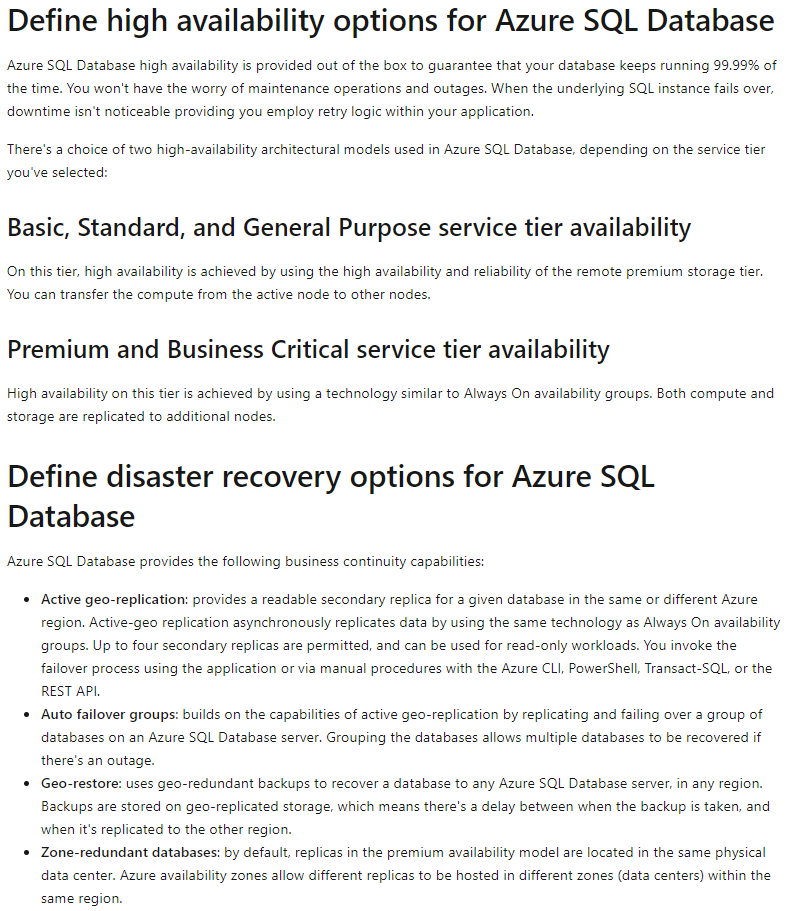 Define high availability options for Azure SQL Database
Azure SQL Database high availability is provided out of the box to guarantee that your database keeps running 99.99% of
the time. You won't have the worry of maintenance operations and outages. When the underlying SQL instance fails over,
downtime isn't noticeable providing you employ retry logic within your application.
There's a choice of two high-availability architectural models used in Azure SQL Database, depending on the service tier
you've selected:
Basic, Standard, and General Purpose service tier availability
On this tier, high availability is achieved by using the high availability and reliability of the remote premium storage tier.
You can transfer the compute from the active node to other nodes.
Premium and Business Critical service tier availability
High availability on this tier is achieved by using a technology similar to Always On availability groups. Both compute and
storage are replicated to additional nodes.
Define disaster recovery options for Azure SQL
Database
Azure SQL Database provides the following business continuity capabilities:
• Active geo-replication: provides a readable secondary replica for a given database in the same or different Azure
region. Active-geo replication asynchronously replicates data by using the same technology as Always On availability
groups. Up to four secondary replicas are permitted, and can be used for read-only workloads. You invoke the
failover process using the application or via manual procedures with the Azure CLI, PowerShell, Transact-SQL, or the
REST API.
• Auto failover groups: builds on the capabilities of active geo-replication by replicating and failing over a group of
databases on an Azure SQL Database server. Grouping the databases allows multiple databases to be recovered if
there's an outage.
• Geo-restore: uses geo-redundant backups to recover a database to any Azure SQL Database server, in any region.
Backups are stored on geo-replicated storage, which means there's a delay between when the backup is taken, and
when it's replicated to the other region.
• Zone-redundant databases: by default, replicas in the premium availability model are located in the same physical
data center. Azure availability zones allow different replicas to be hosted in different zones (data centers) within the
same region.